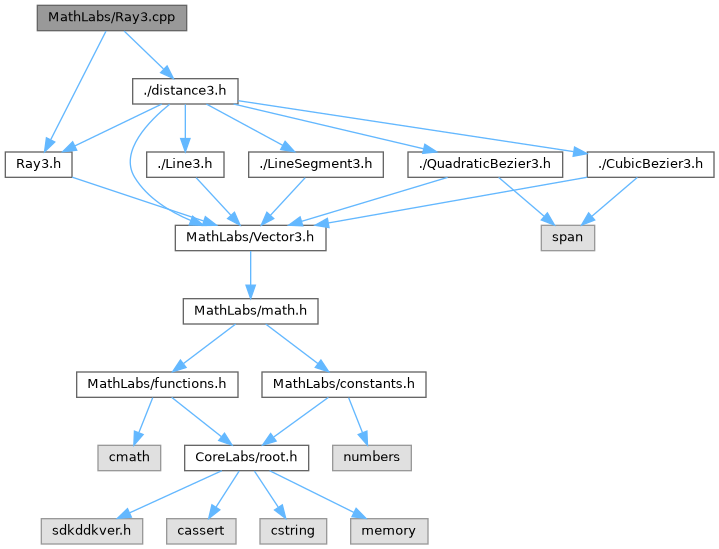 MathLabs/Ray3.cpp
./distance3.h
Ray3.h
./Line3.h
./LineSegment3.h
./QuadraticBezier3.h
./CubicBezier3.h
MathLabs/Vector3.h
span
MathLabs/math.h
MathLabs/functions.h
MathLabs/constants.h
cmath
CoreLabs/root.h
numbers
sdkddkver.h
cassert
cstring
memory